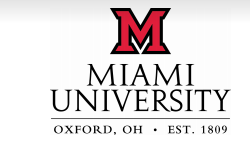 M
MIAMI
UNIVERSITY
OXFORD, OH • EST. 1809